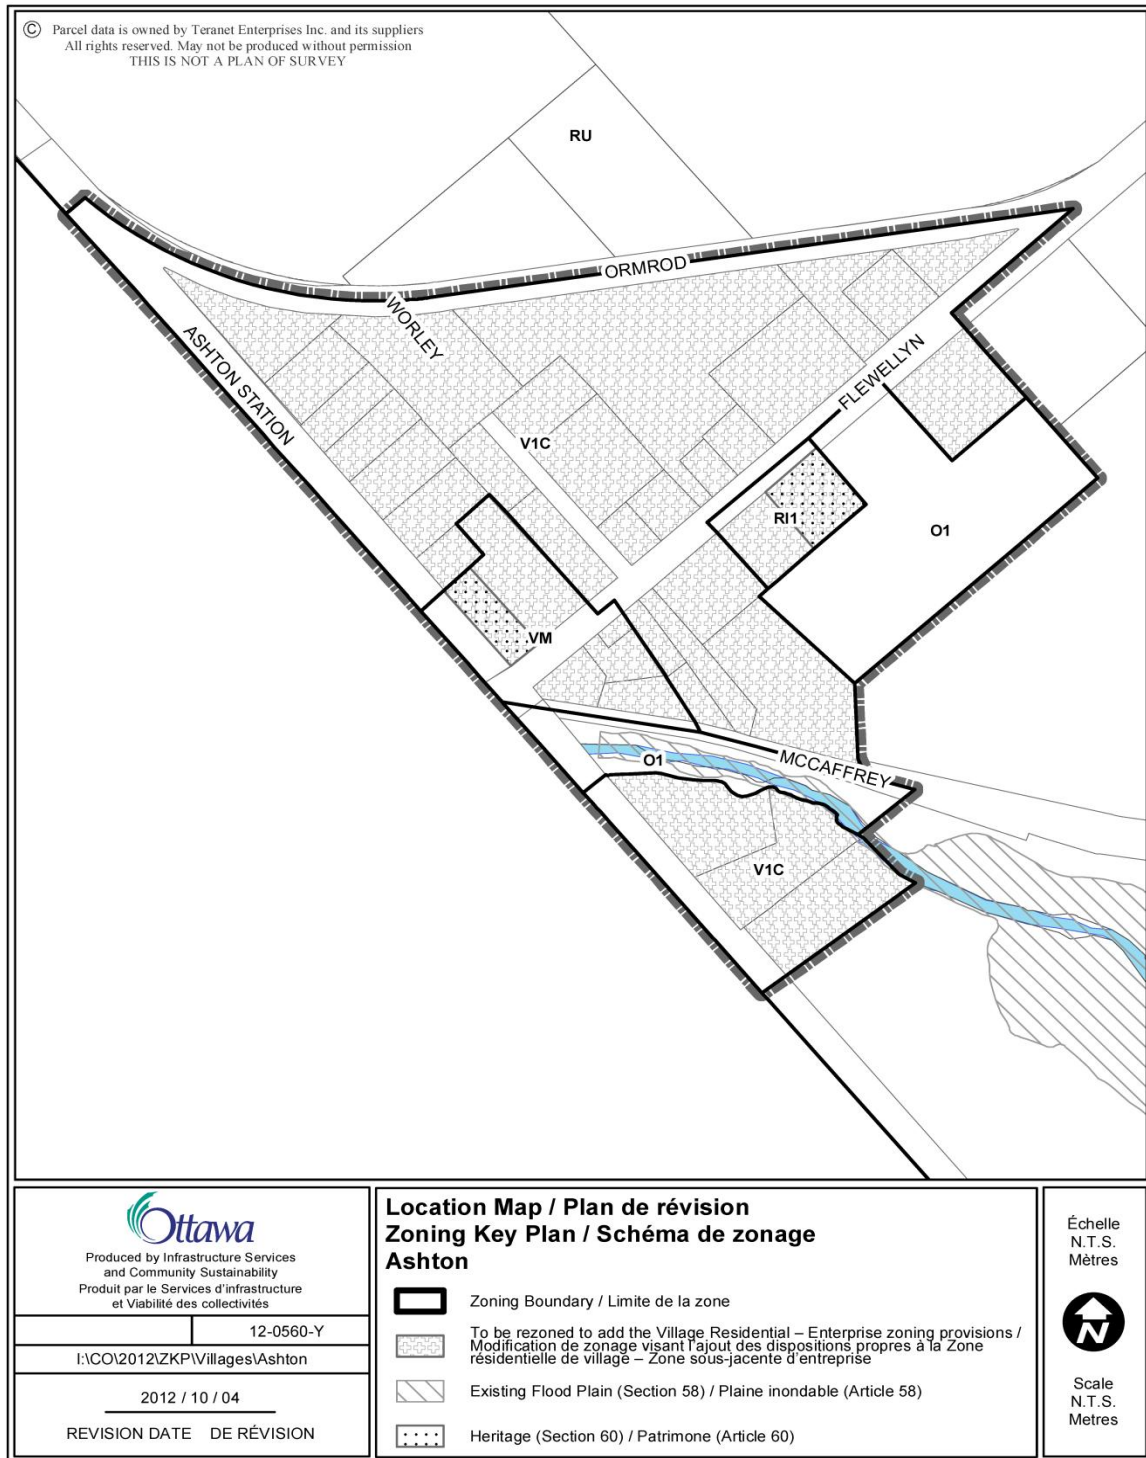 © Parcel data is owned by Teranet Enterprises Inc. and its suppliers
All rights reserved. May not be produced without permission
THIS IS NOT A PLAN OF SURVEY
RU
ORMROD
WORLEY
ASHTON STATION
FLEWELLYN
V1C
RI1
O1
VM
O1
MCCAFFREY
V1C
Ottawa
Produced by Infrastructure Services
and Community Sustainability
Produit par le Services d'infrastructure
et Viabilité des collectivités
12-0560-Y
I:\CO\2012\ZKP\Villages\Ashton
2012 / 10 / 04
REVISION DATE DE RÉVISION
Location Map / Plan de révision
Zoning Key Plan / Schéma de zonage
Ashton
Zoning Boundary / Limite de la zone
To be rezoned to add the Village Residential – Enterprise zoning provisions /
Modification de zonage visant l'ajout des dispositions propres à la Zone
résidentielle de village – Zone sous-jacente d'entreprise
Existing Flood Plain (Section 58) / Plaine inondable (Article 58)
Heritage (Section 60) / Patrimone (Article 60)
Échelle
N.T.S.
Mètres
N
Scale
N.T.S.
Metres